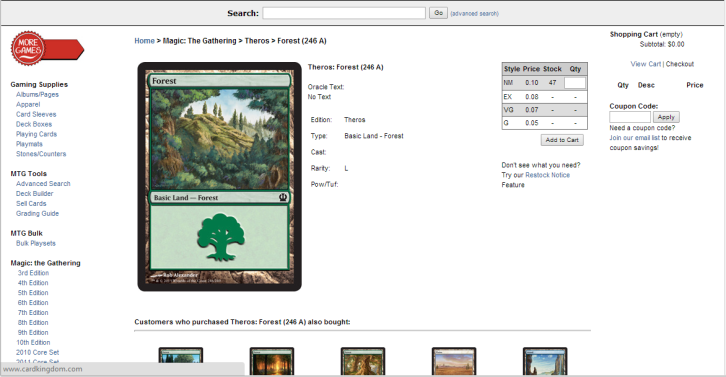 Search:
Go
(advanced search)
MORE
GAMES
Home > Magic: The Gathering > Theros > Forest (246 A)
Shopping Cart (empty)
Subtotal: $0.00
View Cart | Checkout
Qty Desc Price
Coupon Code:
Apply
Need a coupon code?
Join our email list to receive
coupon savings!
Gaming Supplies
Albums/Pages
Apparel
Card Sleeves
Deck Boxes
Playing Cards
Playmats
Stones/Counters
MTG Tools
Advanced Search
Deck Builder
Sell Cards
Grading Guide
MTG Bulk
Bulk Playsets
Magic: the Gathering
3rd Edition
4th Edition
5th Edition
6th Edition
7th Edition
8th Edition
9th Edition
10th Edition
2010 Core Set
2011 Core Set
www.cardkingdom.com
Forest
Basic Land — Forest
Rob Alexander
Theros: Forest (246 A)
Oracle Text:
No Text
Edition: Theros
Type: Basic Land - Forest
Cast:
Rarity: L
Pow/Tuf:
Style Price Stock Qty
NM 0.10 47
EX 0.08 - -
VG 0.07 - -
G 0.05 - -
Add to Cart
Don't see what you need?
Try our Restock Notice
Feature
Customers who purchased Theros: Forest (246 A) also bought: